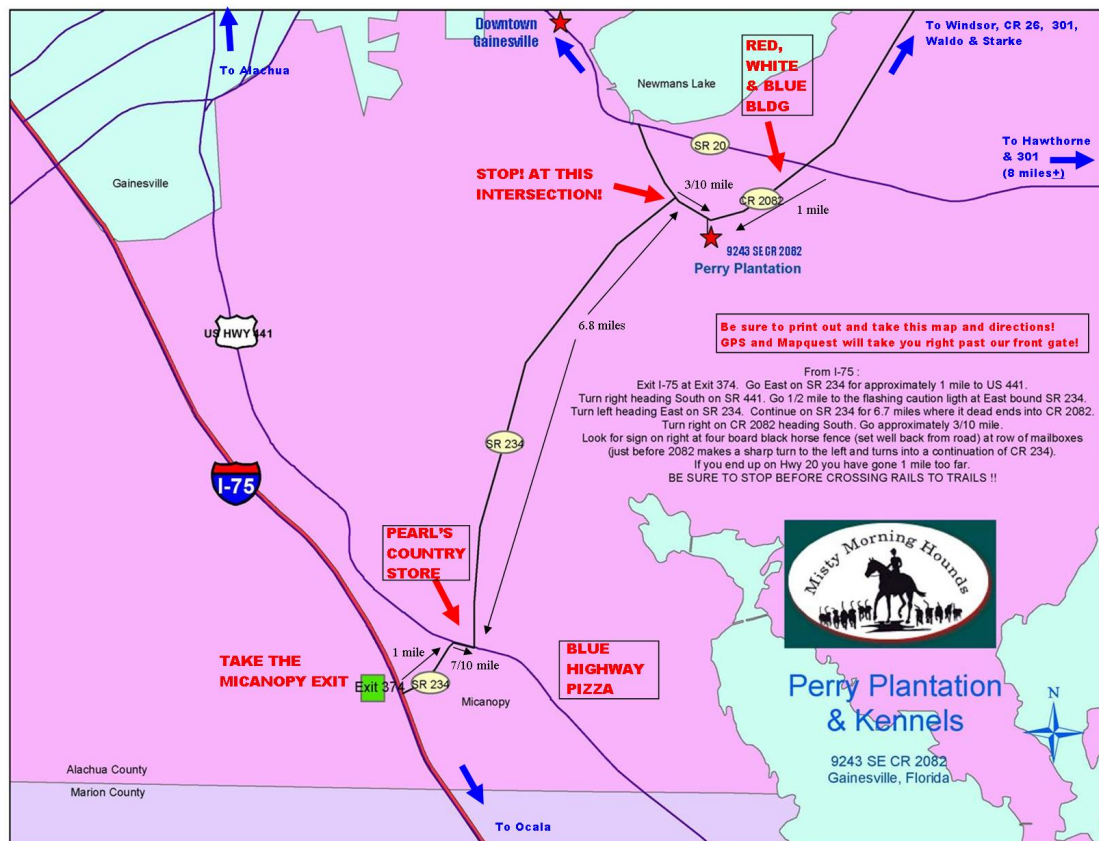 Downtown
Gainesville
To Windsor, CR 26, 301,
Waldo & Starke
To Alachua
RED,
WHITE
& BLUE
BLDG
Newmans Lake
SR 20
To Hawthorne
& 301
(8 miles+)
Gainesville
STOP! AT THIS
INTERSECTION!
3/10 mile
CR 2082
1 mile
9243 SE CR 2082
Perry Plantation
US HWY 441
6.8 miles
Be sure to print out and take this map and directions!
GPS and Mapquest will take you right past our front gate!
From I-75 :
Exit I-75 at Exit 374. Go East on SR 234 for approximately 1 mile to US 441.
Turn right heading South on SR 441. Go 1/2 mile to the flashing caution ligth at East bound SR 234.
Turn left heading East on SR 234. Continue on SR 234 for 6.7 miles where it dead ends into CR 2082.
Turn right on CR 2082 heading South. Go approximately 3/10 mile.
Look for sign on right at four board black horse fence (set well back from road) at row of mailboxes
(just before 2082 makes a sharp turn to the left and turns into a continuation of CR 234).
If you end up on Hwy 20 you have gone 1 mile too far.
BE SURE TO STOP BEFORE CROSSING RAILS TO TRAILS !!
SR 234
I-75
PEARL'S
COUNTRY
STORE
Misty Morning Hounds
TAKE THE
MICANOPY EXIT
1 mile
7/10 mile
BLUE
HIGHWAY
PIZZA
Exit 374
SR 234
Micanopy
Perry Plantation
& Kennels
N
9243 SE CR 2082
Gainesville, Florida
Alachua County
Marion County
To Ocala